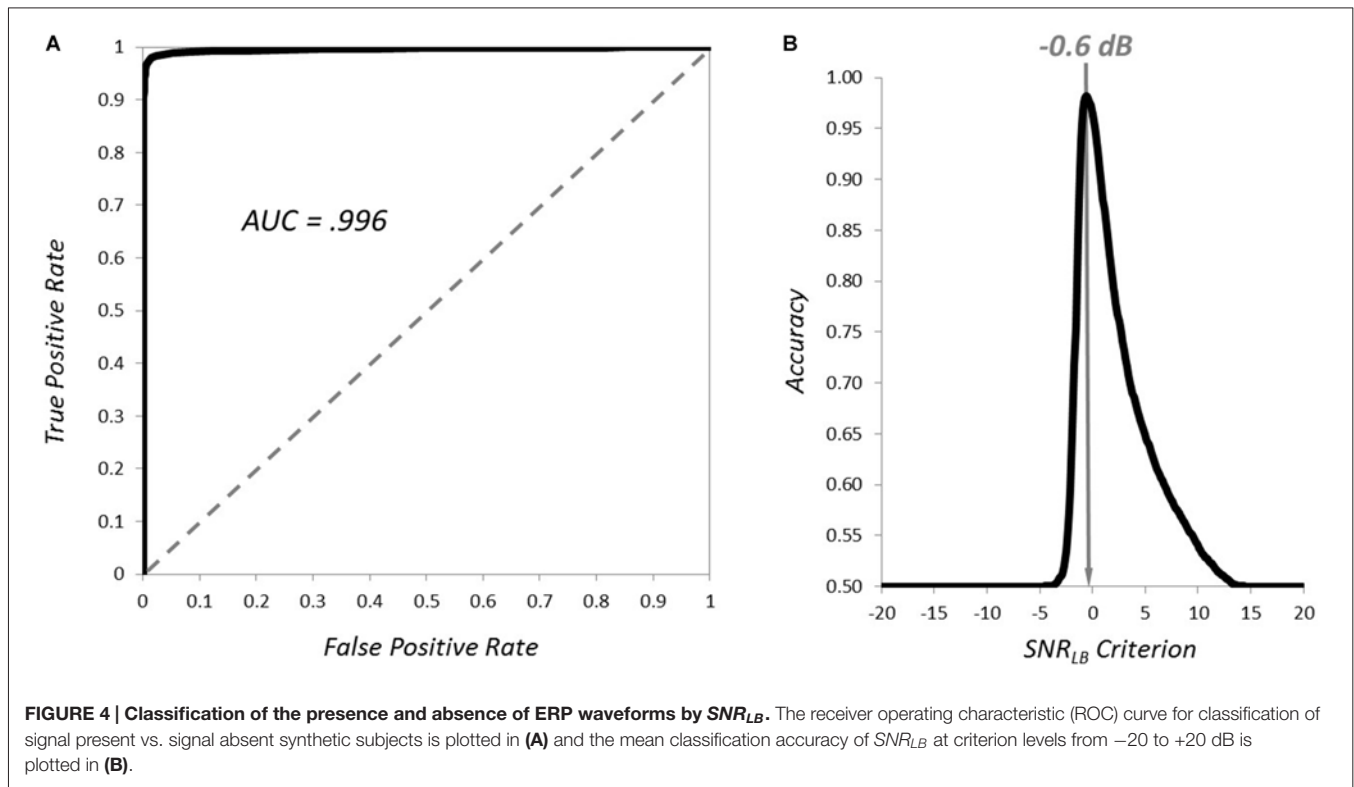 A
1
0.9
0.8
0.7
0.6
0.5
0.4
0.3
0.2
0.1
0
True Positive Rate
AUC = .996
0 0.1 0.2 0.3 0.4 0.5 0.6 0.7 0.8 0.9 1
False Positive Rate
B
-0.6 dB
1.00
0.95
0.90
0.85
0.80
0.75
0.70
0.65
0.60
0.55
0.50
Accuracy
-20 -15 -10 -5 0 5 10 15 20
SNR_LB Criterion
FIGURE 4 | Classification of the presence and absence of ERP waveforms by SNR_LB. The receiver operating characteristic (ROC) curve for classification of
signal present vs. signal absent synthetic subjects is plotted in (A) and the mean classification accuracy of SNR_LB at criterion levels from −20 to +20 dB is
plotted in (B).